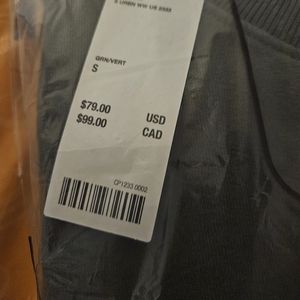 GRN/VERT
S
$79.00 USD
$99.00 CAD
CP1233 0002